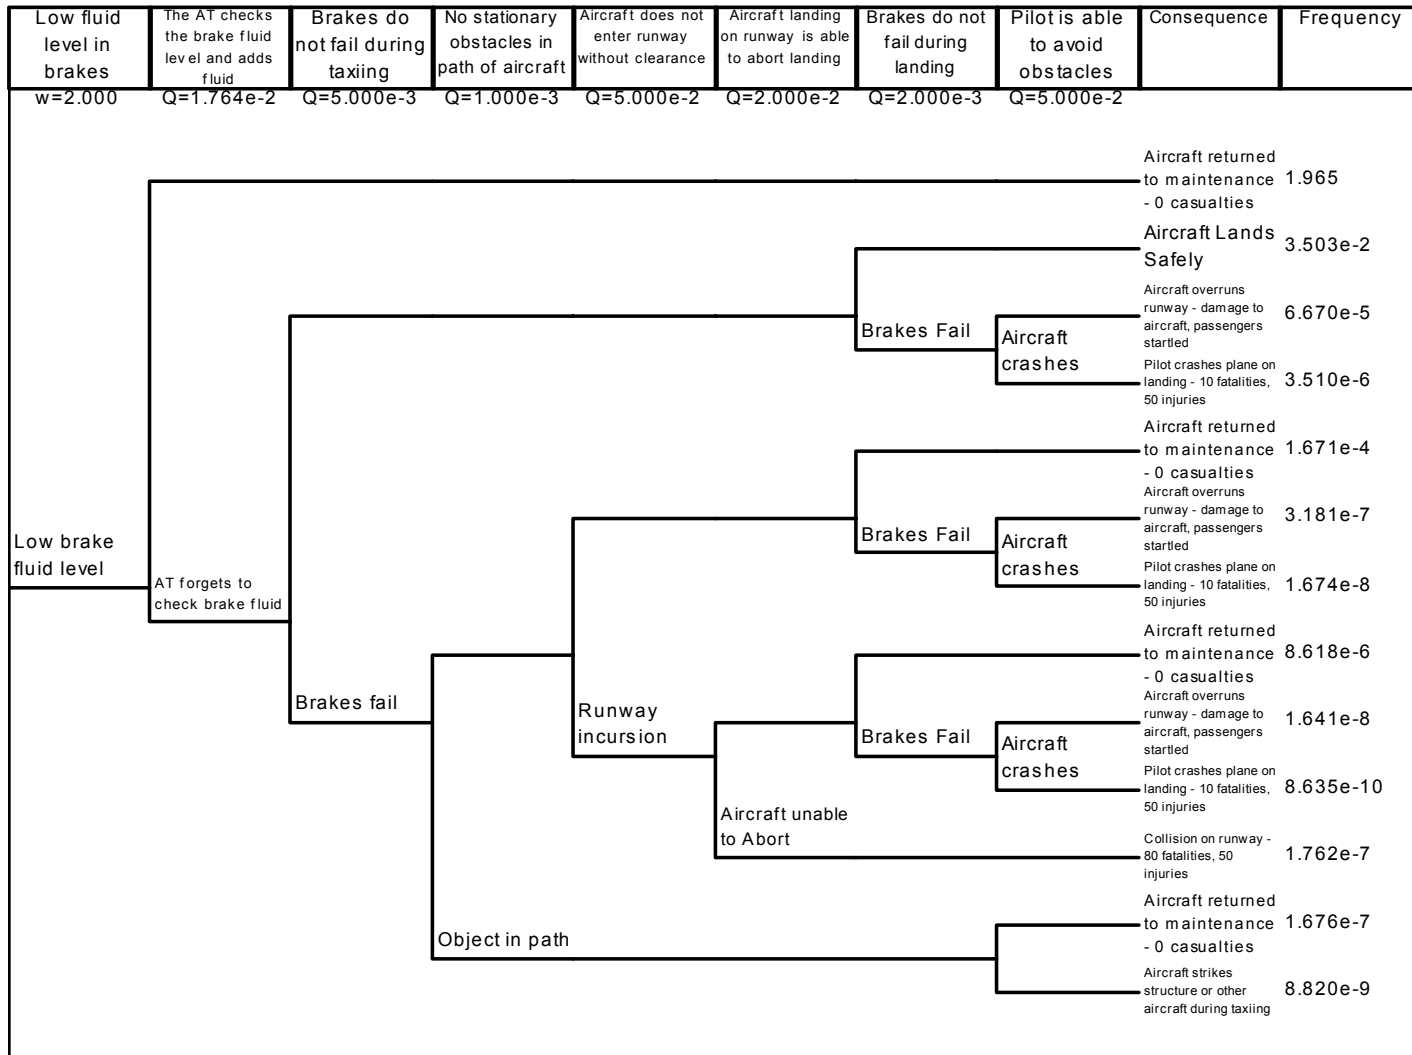 Low fluid
level in
brakes
The AT checks
the brake fluid
level and adds
fluid
Brakes do
not fail during
taxiing
No stationary
obstacles in
path of aircraft
Aircraft does not
enter runway
without clearance
Aircraft landing
on runway is able
to abort landing
Brakes do not
fail during
landing
Pilot is able
to avoid
obstacles
Consequence
Frequency
w=2.000
Q=1.764e-2
Q=5.000e-3
Q=1.000e-3
Q=5.000e-2
Q=2.000e-2
Q=2.000e-3
Q=5.000e-2
Aircraft returned
to maintenance
- 0 casualties
1.965
Aircraft Lands
Safely
3.503e-2
Brakes Fail
Aircraft
crashes
Aircraft overruns
runway - damage to
aircraft, passengers
startled
6.670e-5
Pilot crashes plane on
landing - 10 fatalities,
50 injuries
3.510e-6
Aircraft returned
to maintenance
- 0 casualties
1.671e-4
Brakes Fail
Aircraft
crashes
Aircraft overruns
runway - damage to
aircraft, passengers
startled
3.181e-7
Pilot crashes plane on
landing - 10 fatalities,
50 injuries
1.674e-8
Low brake
fluid level
AT forgets to
check brake fluid
Brakes fail
Runway
incursion
Aircraft returned
to maintenance
- 0 casualties
8.618e-6
Brakes Fail
Aircraft
crashes
Aircraft overruns
runway - damage to
aircraft, passengers
startled
1.641e-8
Pilot crashes plane on
landing - 10 fatalities,
50 injuries
8.635e-10
Aircraft unable
to Abort
Collision on runway -
80 fatalities, 50
injuries
1.762e-7
Object in path
Aircraft returned
to maintenance
- 0 casualties
1.676e-7
Aircraft strikes
structure or other
aircraft during taxiing
8.820e-9